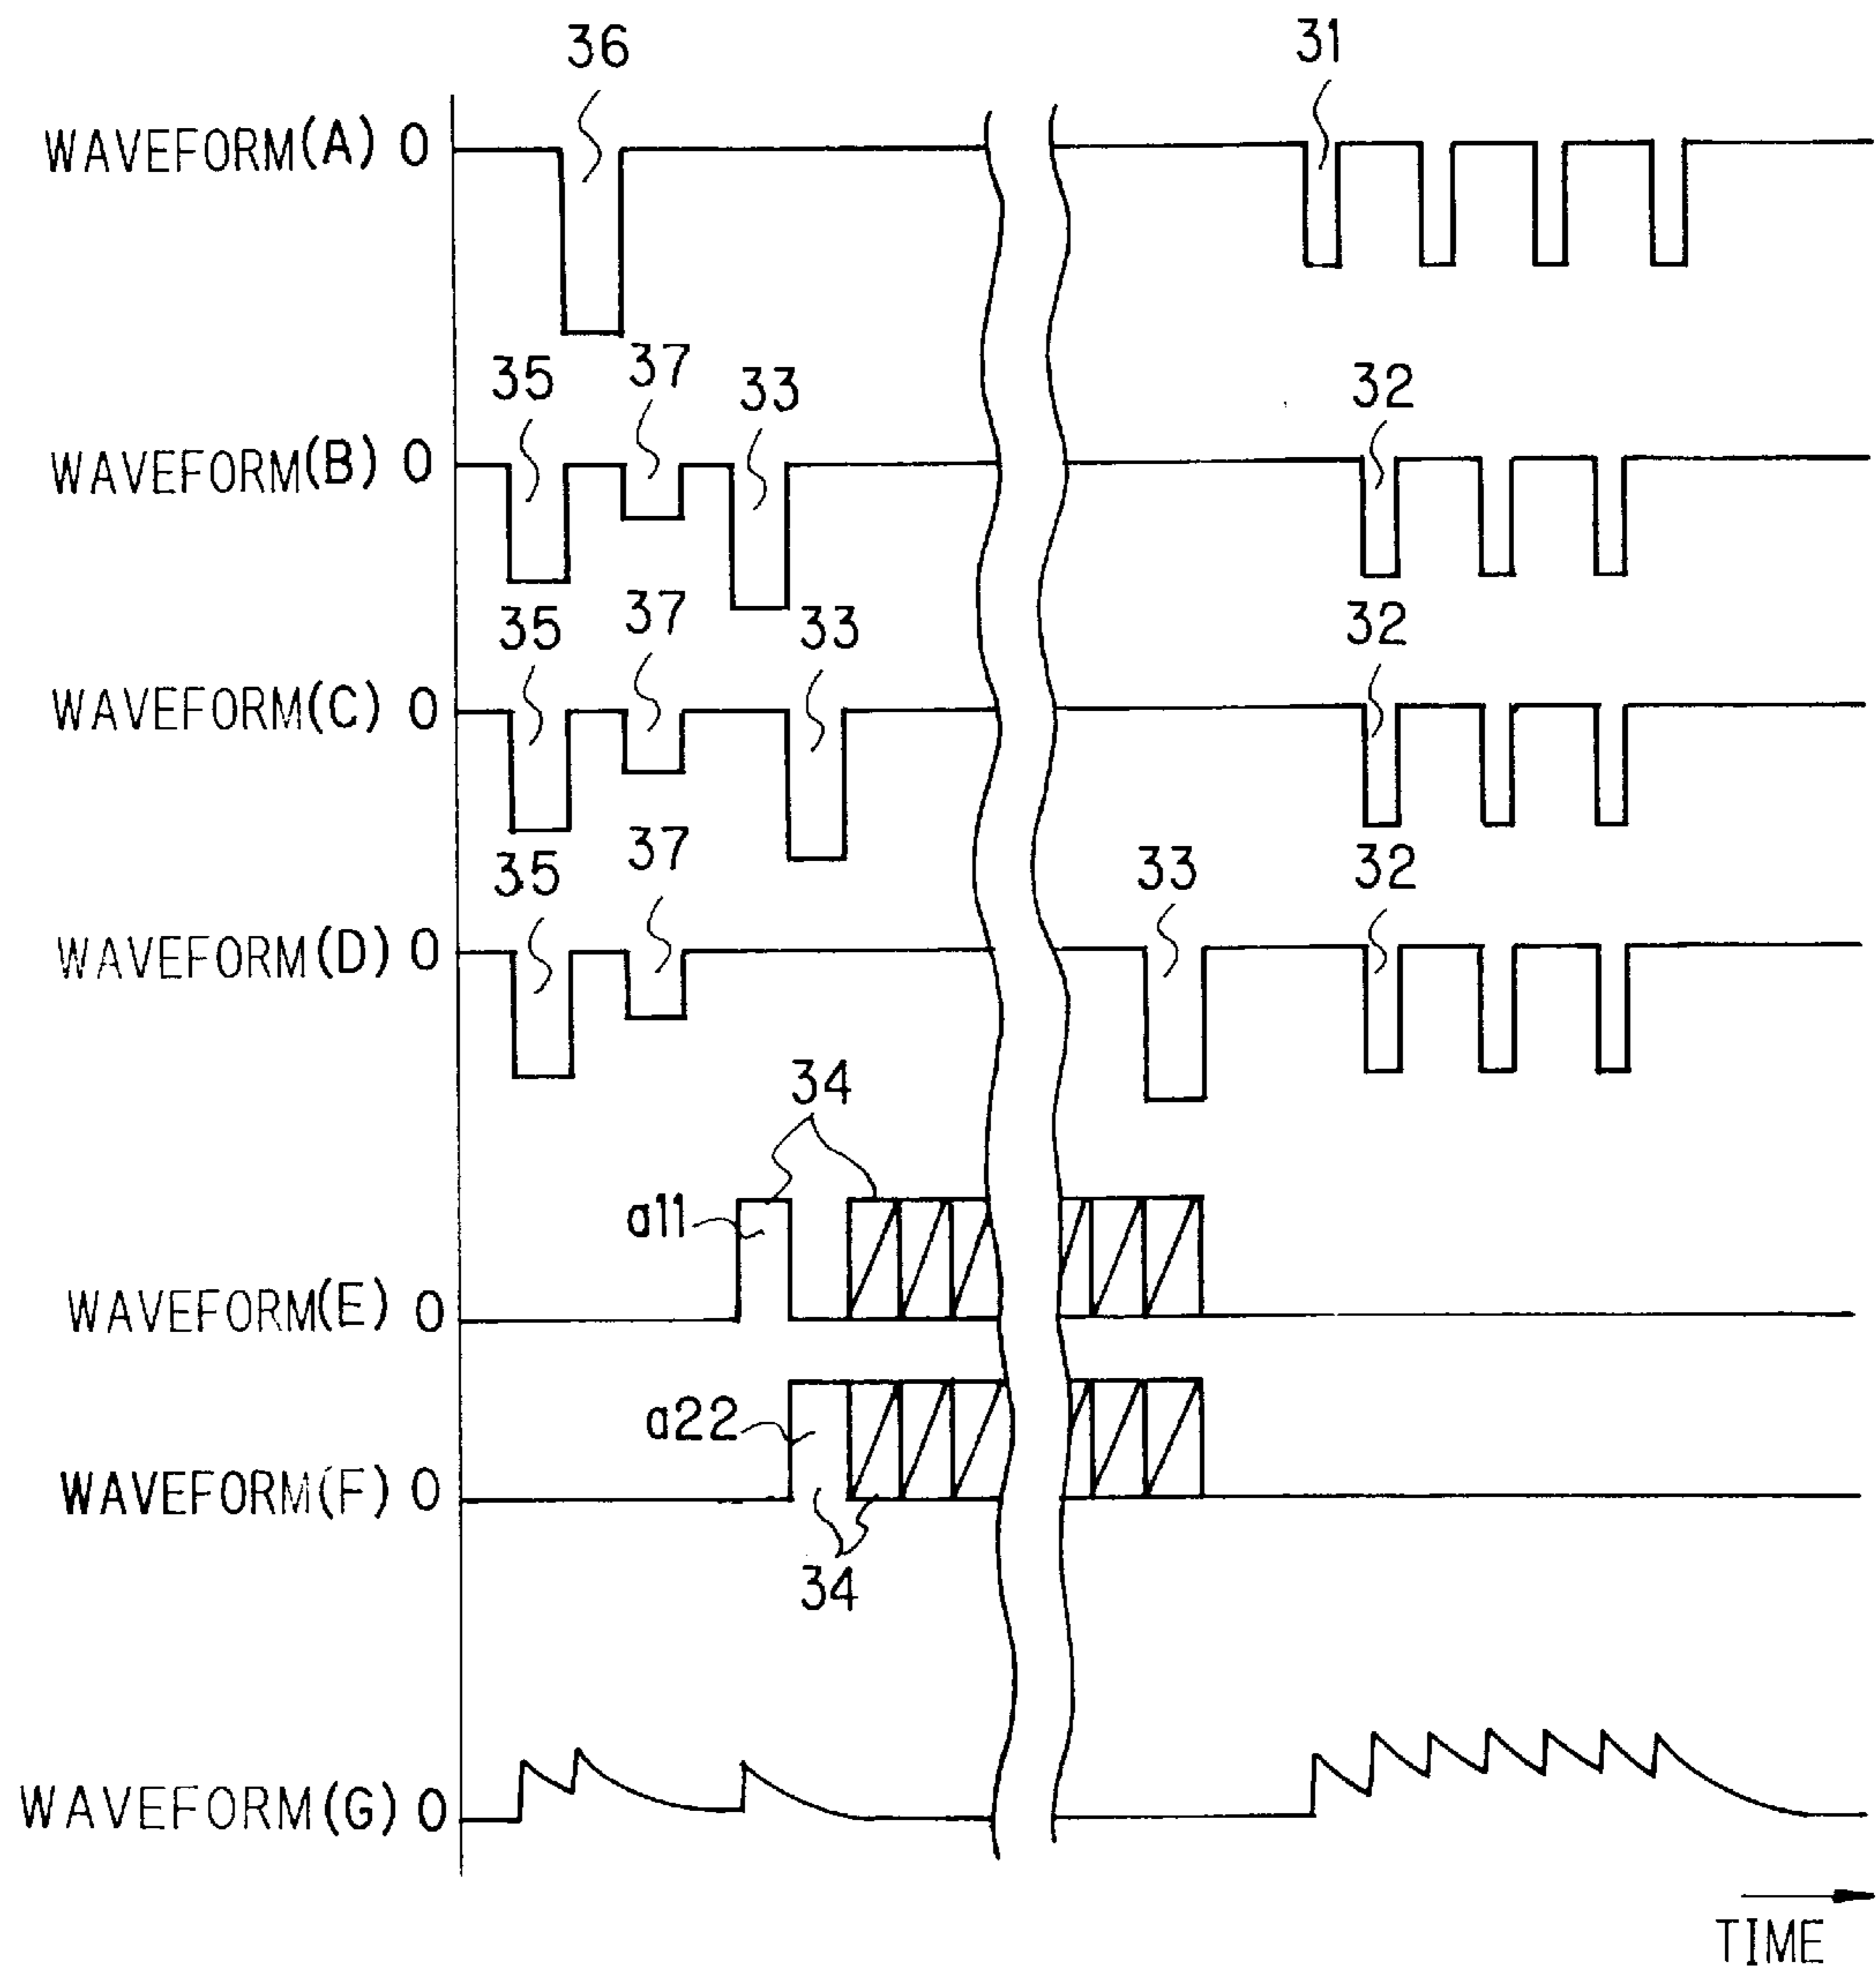 36
31
WAVEFORM(A) 0
35
37
33
32
WAVEFORM(B) 0
35
37
33
32
WAVEFORM(C) 0
35
37
33
32
WAVEFORM(D) 0
34
a11
WAVEFORM(E) 0
a22
WAVEFORM(F) 0
34
WAVEFORM(G) 0
TIME